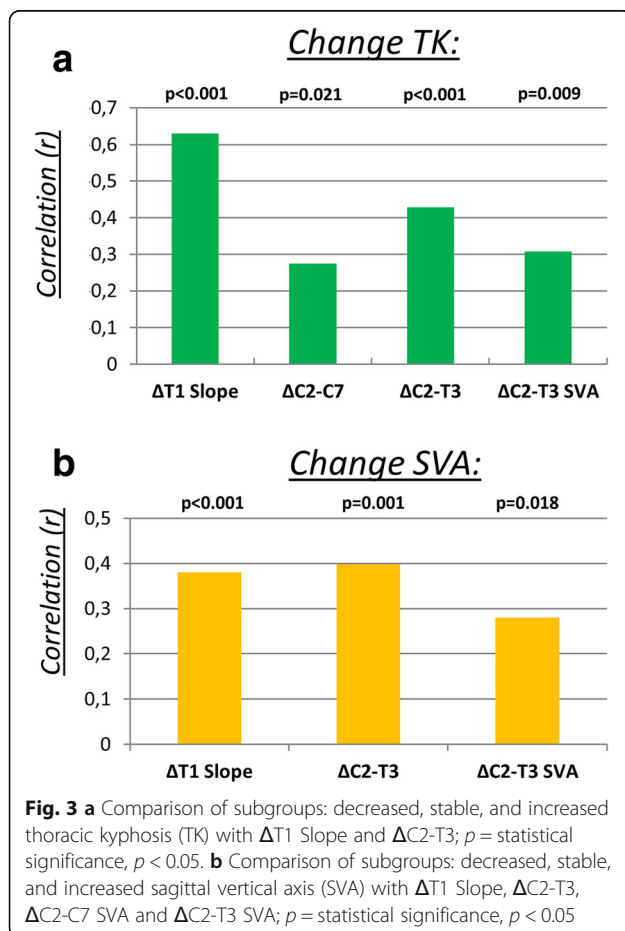 a
Change TK:
p<0.001 p=0.021 p<0.001 p=0.009
Correlation (r)
0,7
0,6
0,5
0,4
0,3
0,2
0,1
0
ΔT1 Slope ΔC2-C7 ΔC2-T3 ΔC2-T3 SVA
b
Change SVA:
p<0.001 p=0.001 p=0.018
Correlation (r)
0,5
0,4
0,3
0,2
0,1
0
ΔT1 Slope ΔC2-T3 ΔC2-T3 SVA
Fig. 3 a Comparison of subgroups: decreased, stable, and increased
thoracic kyphosis (TK) with ΔT1 Slope and ΔC2-T3; p = statistical
significance, p < 0.05. b Comparison of subgroups: decreased, stable,
and increased sagittal vertical axis (SVA) with ΔT1 Slope, ΔC2-T3,
ΔC2-C7 SVA and ΔC2-T3 SVA; p = statistical significance, p < 0.05